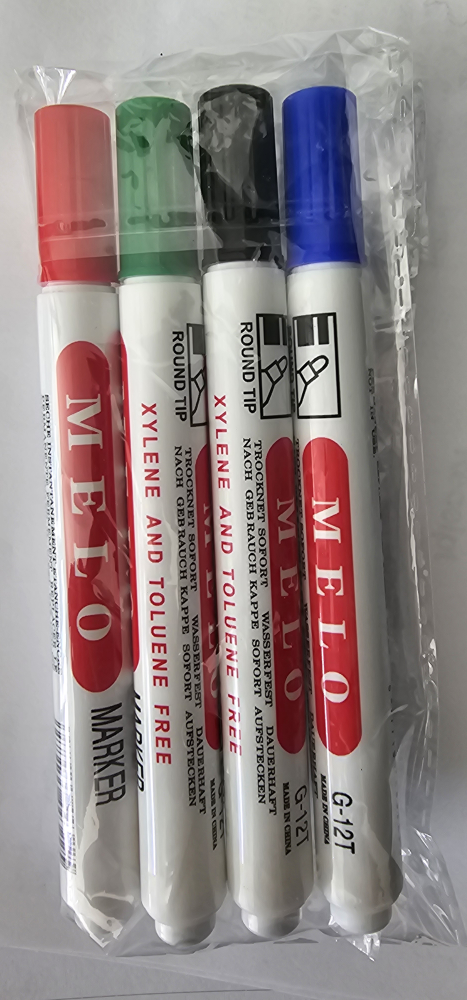 MELO
MARKER
SECHE INSTANTANEMENT
ROUND TIP
XYLENE AND TOLUENE FREE
TROCKNET SOFORT WASSERFEST DAUERHAFT
NACH GEBRAUCH KAPPE SOFORT AUFSTECKEN
MADE IN CHINA
ROUND TIP
XYLENE AND TOLUENE FREE
TROCKNET SOFORT WASSERFEST DAUERHAFT
NACH GEBRAUCH KAPPE SOFORT AUFSTECKEN
MELO
G-12T
MADE IN CHINA
MELO
G-12T